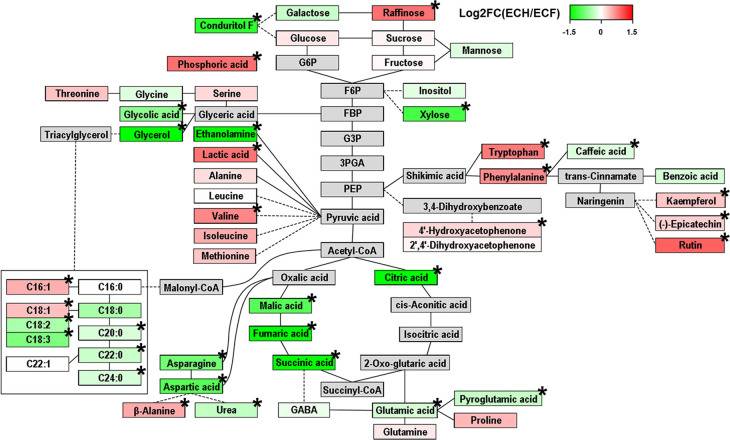 Log2FC(ECH/ECF)
-1.5 0 1.5
Galactose *
Raffinose *
Conduritol F *
Glucose
Sucrose
Mannose
Phosphoric acid *
G6P
Fructose
Threonine
Glycine
Serine
F6P
Inositol
Glycolic acid *
Glyceric acid
FBP
Xylose *
Triacylglycerol
Glycerol *
Ethanolamine *
G3P
Lactic acid *
3PGA
Tryptophan *
Caffeic acid *
Alanine
PEP
Shikimic acid
Phenylalanine *
trans-Cinnamate
Benzoic acid
Leucine
3,4-Dihydroxybenzoate
Naringenin
Kaempferol *
Valine *
Pyruvic acid
4'-Hydroxyacetophenone *
(-)-Epicatechin *
Isoleucine
2',4'-Dihydroxyacetophenone
Rutin *
Methionine
Acetyl-CoA
C16:1 *
C16:0
Malonyl-CoA
Oxalic acid
Citric acid *
C18:1 *
C18:0
Malic acid *
cis-Aconitic acid
C18:2 *
C20:0
Fumaric acid *
Isocitric acid
C18:3 *
C22:1
C22:0 *
Asparagine *
Succinic acid *
2-Oxo-glutaric acid
C24:0 *
Aspartic acid *
Succinyl-CoA
β-Alanine *
Urea *
GABA
Glutamic acid *
Pyroglutamic acid *
Proline
Glutamine